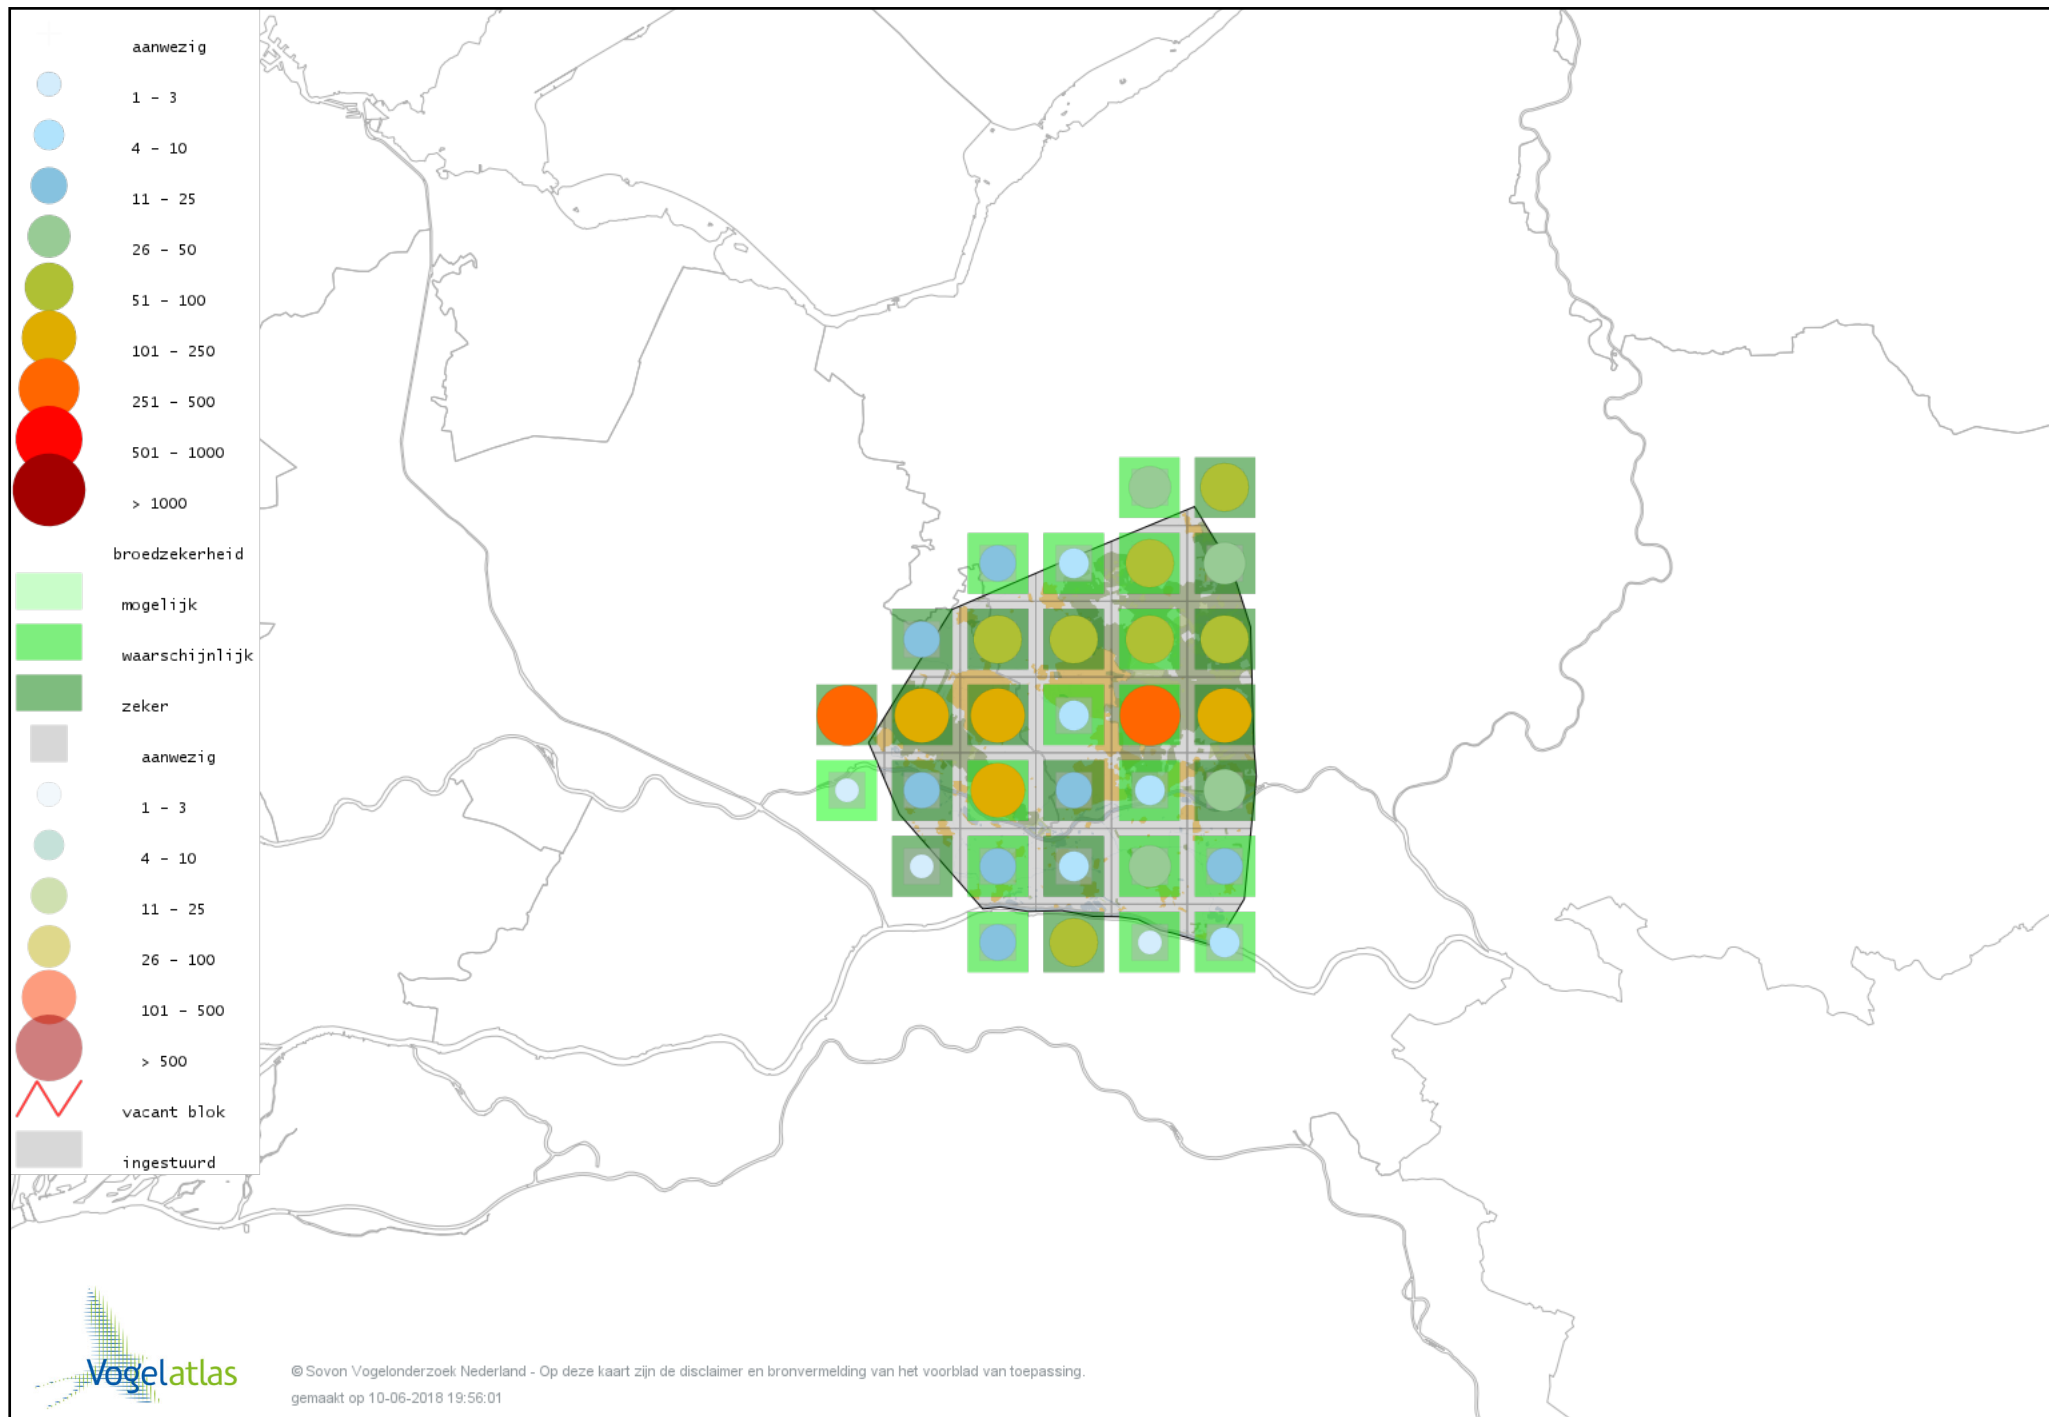 aanwezig
1 - 3
4 - 10
11 - 25
26 - 50
51 - 100
101 - 250
251 - 500
501 - 1000
> 1000
broedzekerheid
mogelijk
waarschijnlijk
zeker
aanwezig
1 - 3
4 - 10
11 - 25
26 - 100
101 - 500
> 500
vacant blok
ingestuurd
Vogelatlas
© Sovon Vogelonderzoek Nederland - Op deze kaart zijn de disclaimer en bronvermelding van het voorblad van toepassing.
gemaakt op 10-06-2018 19:56:01